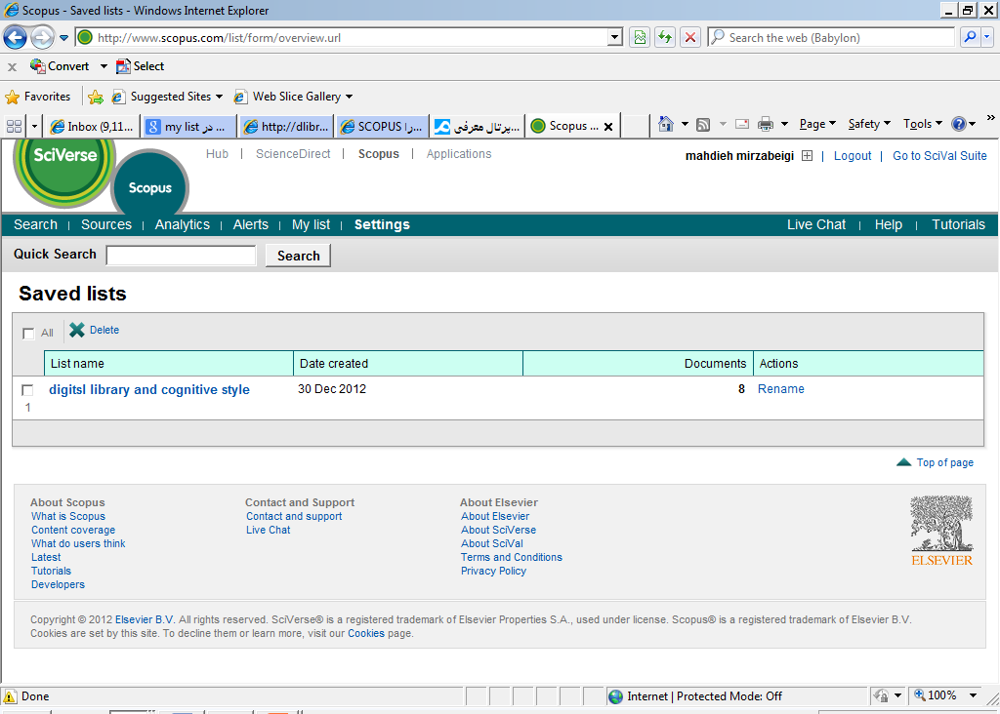 Scopus - Saved lists - Windows Internet Explorer
http://www.scopus.com/list/form/overview.url
Search the web (Babylon)
x Convert Select
Favorites Suggested Sites Web Slice Gallery
Inbox (9,11... my list در ... http://dlibr... SCOPUS را... پرتال معرفی... Scopus ... Page Safety Tools »
SciVerse
Scopus
Hub | ScienceDirect | Scopus | Applications
mahdieh mirzabeigi | Logout | Go to SciVal Suite
Search | Sources | Analytics | Alerts | My list | Settings
Live Chat | Help | Tutorials
Quick Search Search
Saved lists
All Delete
List name Date created Documents Actions
digitsl library and cognitive style 30 Dec 2012 8 Rename
1
Top of page
About Scopus
What is Scopus
Content coverage
What do users think
Latest
Tutorials
Developers
Contact and Support
Contact and support
Live Chat
About Elsevier
About Elsevier
About SciVerse
About SciVal
Terms and Conditions
Privacy Policy
ELSEVIER
Copyright © 2012 Elsevier B.V. All rights reserved. SciVerse® is a registered trademark of Elsevier Properties S.A., used under license. Scopus® is a registered trademark of Elsevier B.V.
Cookies are set by this site. To decline them or learn more, visit our Cookies page.
Done Internet | Protected Mode: Off 100%